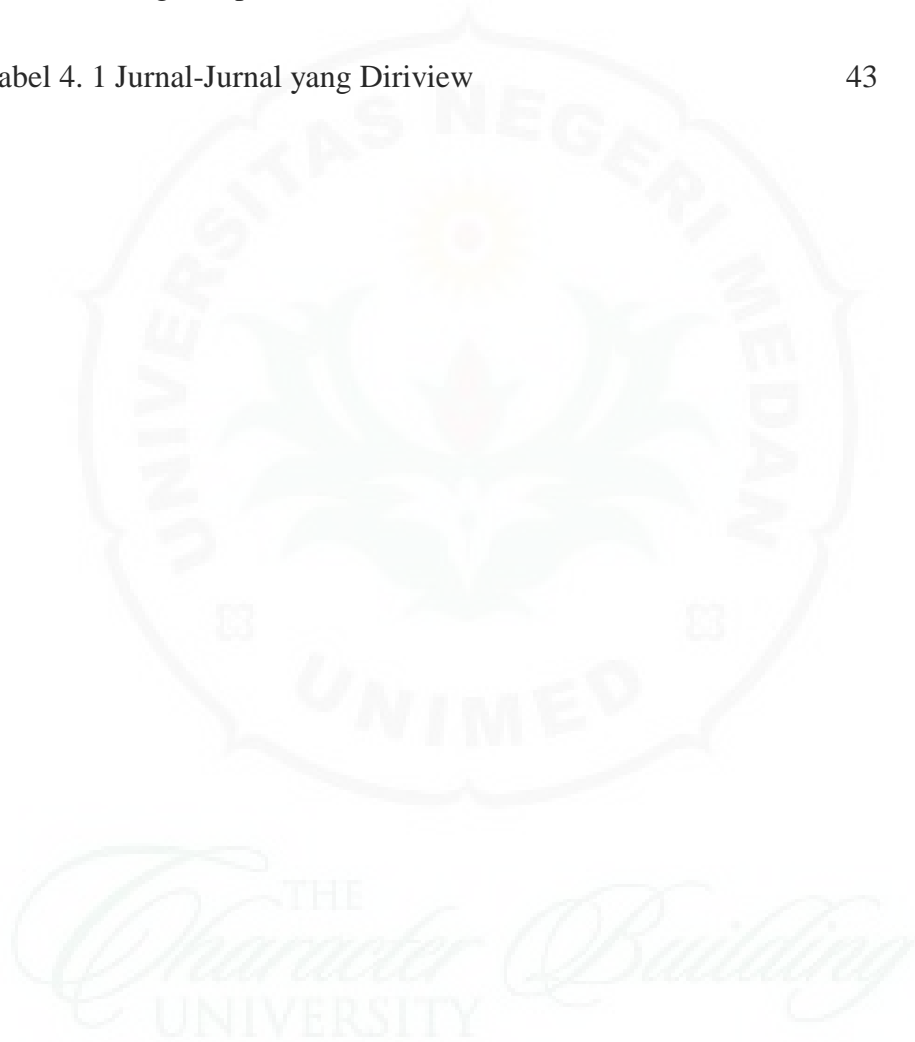 abel 4. 1 Jurnal-Jurnal yang Diriview 43
UNIVERSITAS NEGERI MEDAN
UNIMED
THE
Character Building
UNIVERSITY